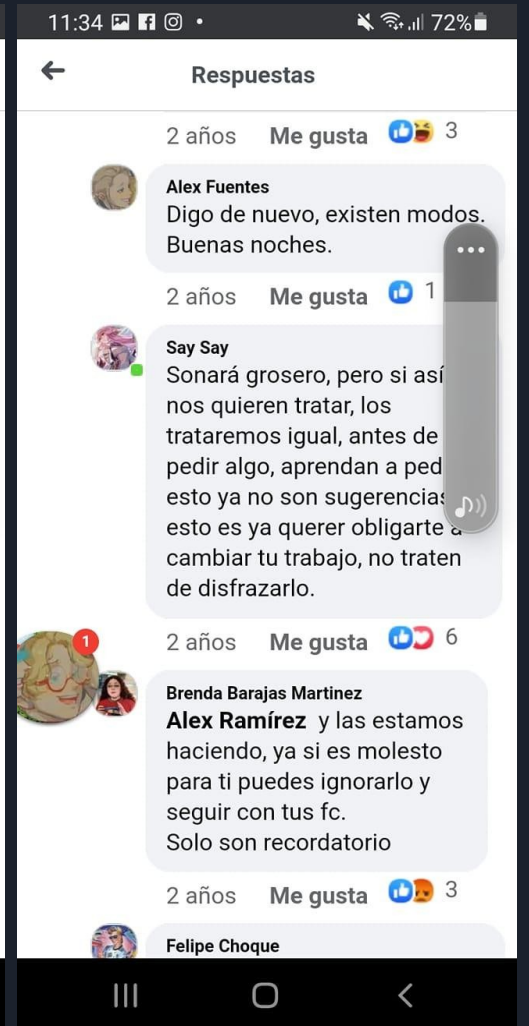 11:34
72%
Respuestas
2 años Me gusta 3
Alex Fuentes
Digo de nuevo, existen modos.
Buenas noches.
2 años Me gusta 1
Say Say
Sonará grosero, pero si así
nos quieren tratar, los
trataremos igual, antes de
pedir algo, aprendan a ped
esto ya no son sugerencias
esto es ya querer obligarte a
cambiar tu trabajo, no traten
de disfrazarlo.
2 años Me gusta 6
1
Brenda Barajas Martinez
Alex Ramírez y las estamos
haciendo, ya si es molesto
para ti puedes ignorarlo y
seguir con tus fc.
Solo son recordatorio
2 años Me gusta 3
Felipe Choque